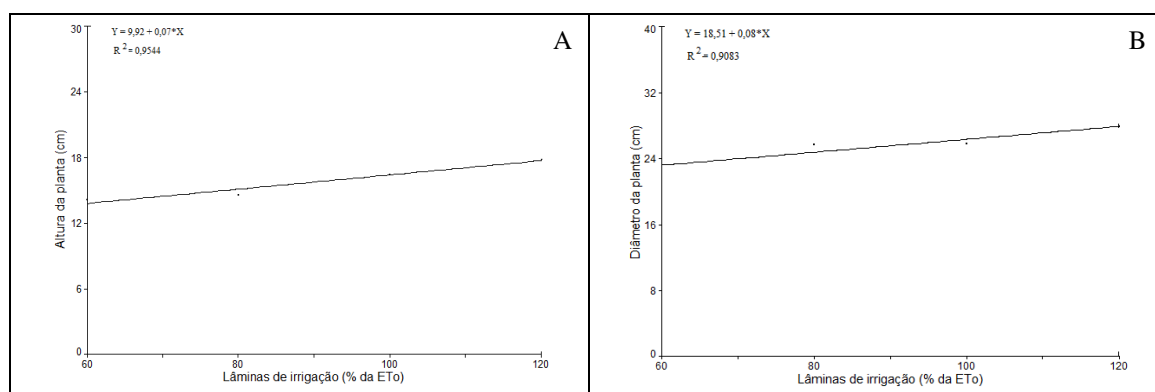 Y = 9,92 + 0,07*X
R² = 0,9544
A
30
24
18
12
6
0
Altura da planta (cm)
60
80
100
120
Lâminas de irrigação (% da ETo)
Y = 18,51 + 0,08*X
R² = 0,9083
B
40
32
24
16
8
0
Diâmetro da planta (cm)
60
80
100
120
Lâminas de irrigação (% da ETo)